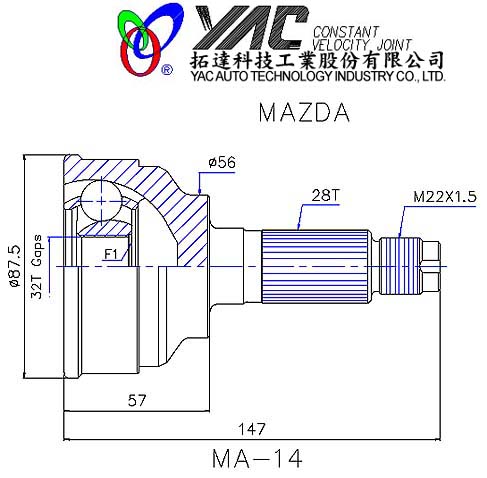 YAC CONSTANT
VELOCITY JOINT
拓達科技工業股份有限公司
YAC AUTO TECHNOLOGY INDUSTRY CO., LTD.
®
MAZDA
ø56
28T
M22X1.5
F1
32T Gaps
ø87.5
57
147
MA-14